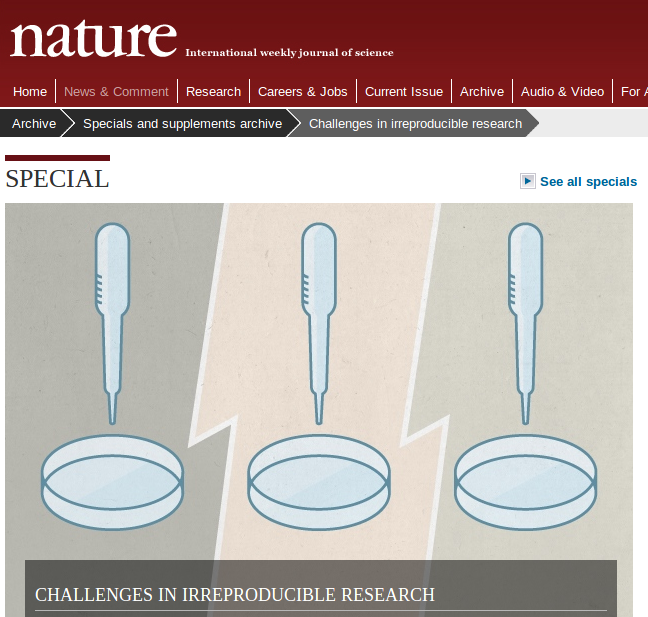 nature International weekly journal of science
Home News & Comment Research Careers & Jobs Current Issue Archive Audio & Video For
Archive Specials and supplements archive Challenges in irreproducible research
SPECIAL
See all specials
CHALLENGES IN IRREPRODUCIBLE RESEARCH